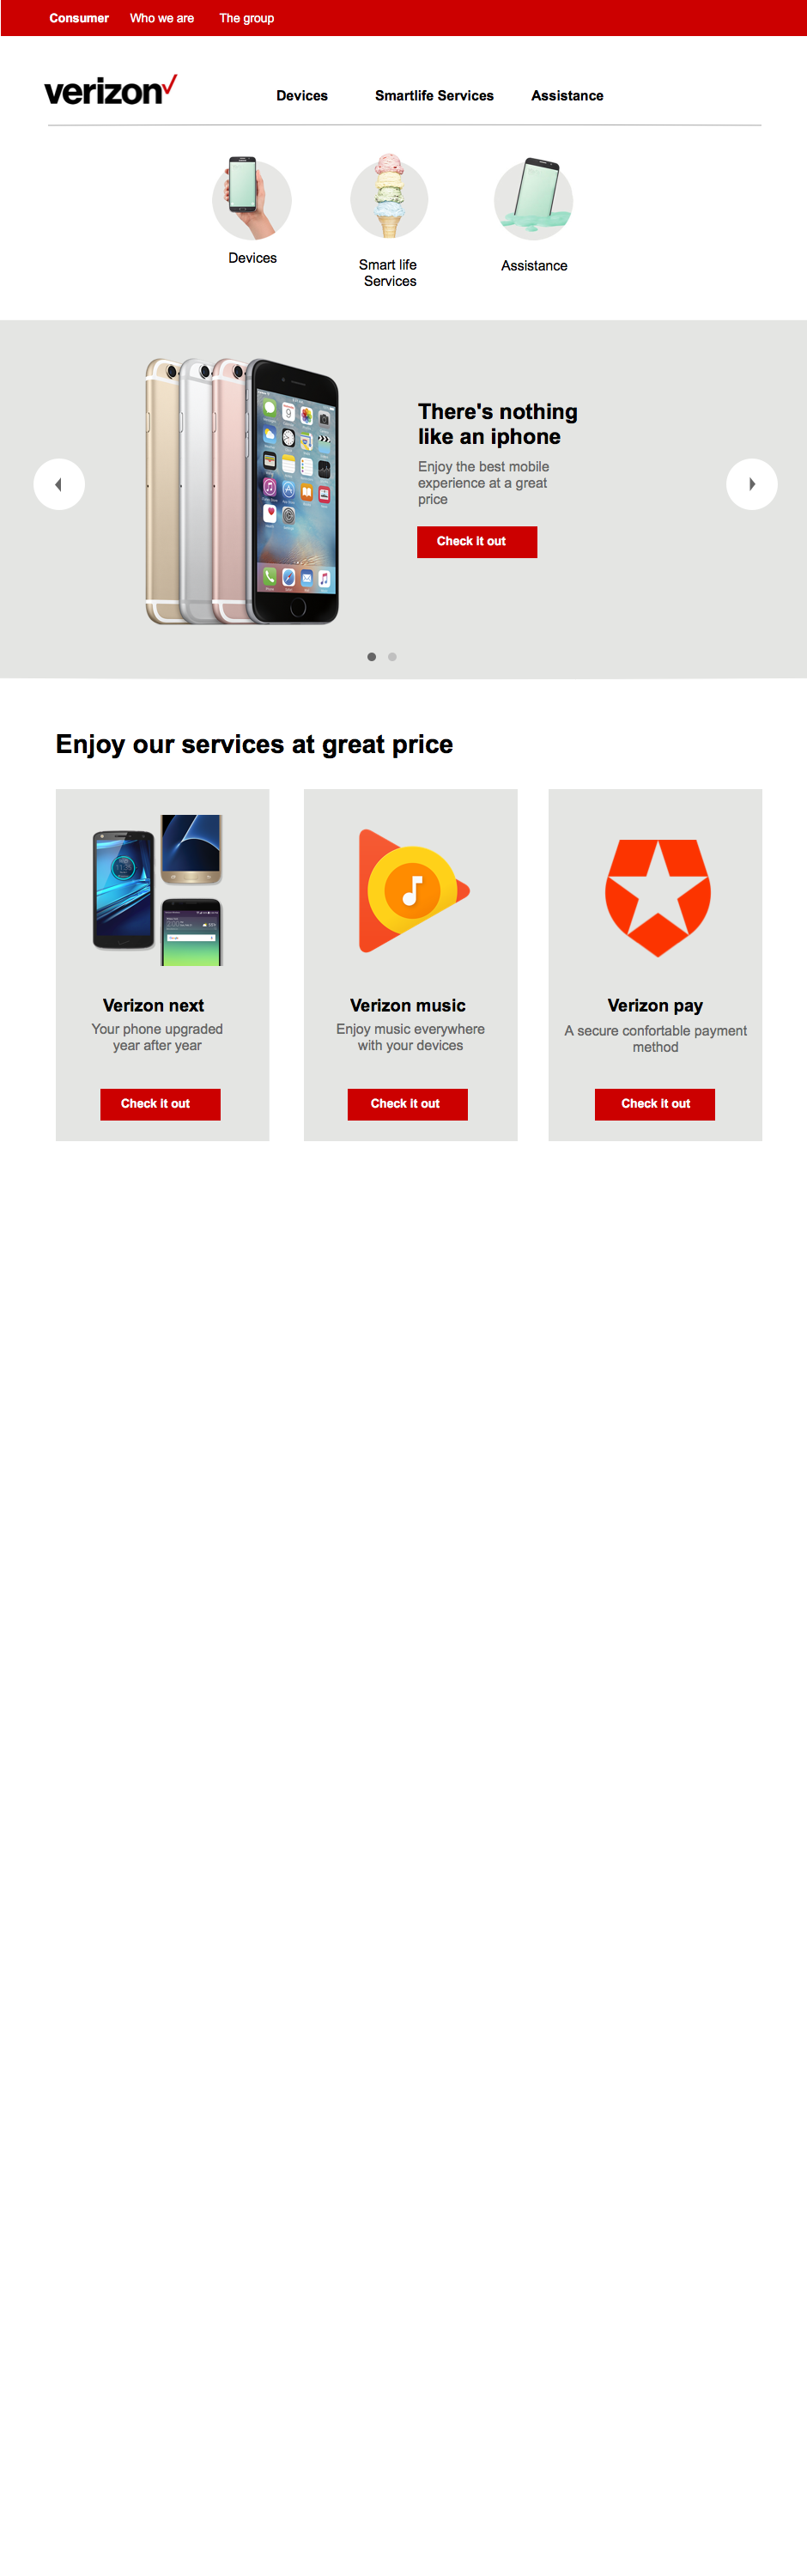 Consumer Who we are The group
verizon
Devices Smartlife Services Assistance
Devices
Smart life
Services
Assistance
There's nothing
like an iphone
Enjoy the best mobile
experience at a great
price
Check it out
Enjoy our services at great price
Verizon next
Your phone upgraded
year after year
Check it out
Verizon music
Enjoy music everywhere
with your devices
Check it out
Verizon pay
A secure confortable payment
method
Check it out